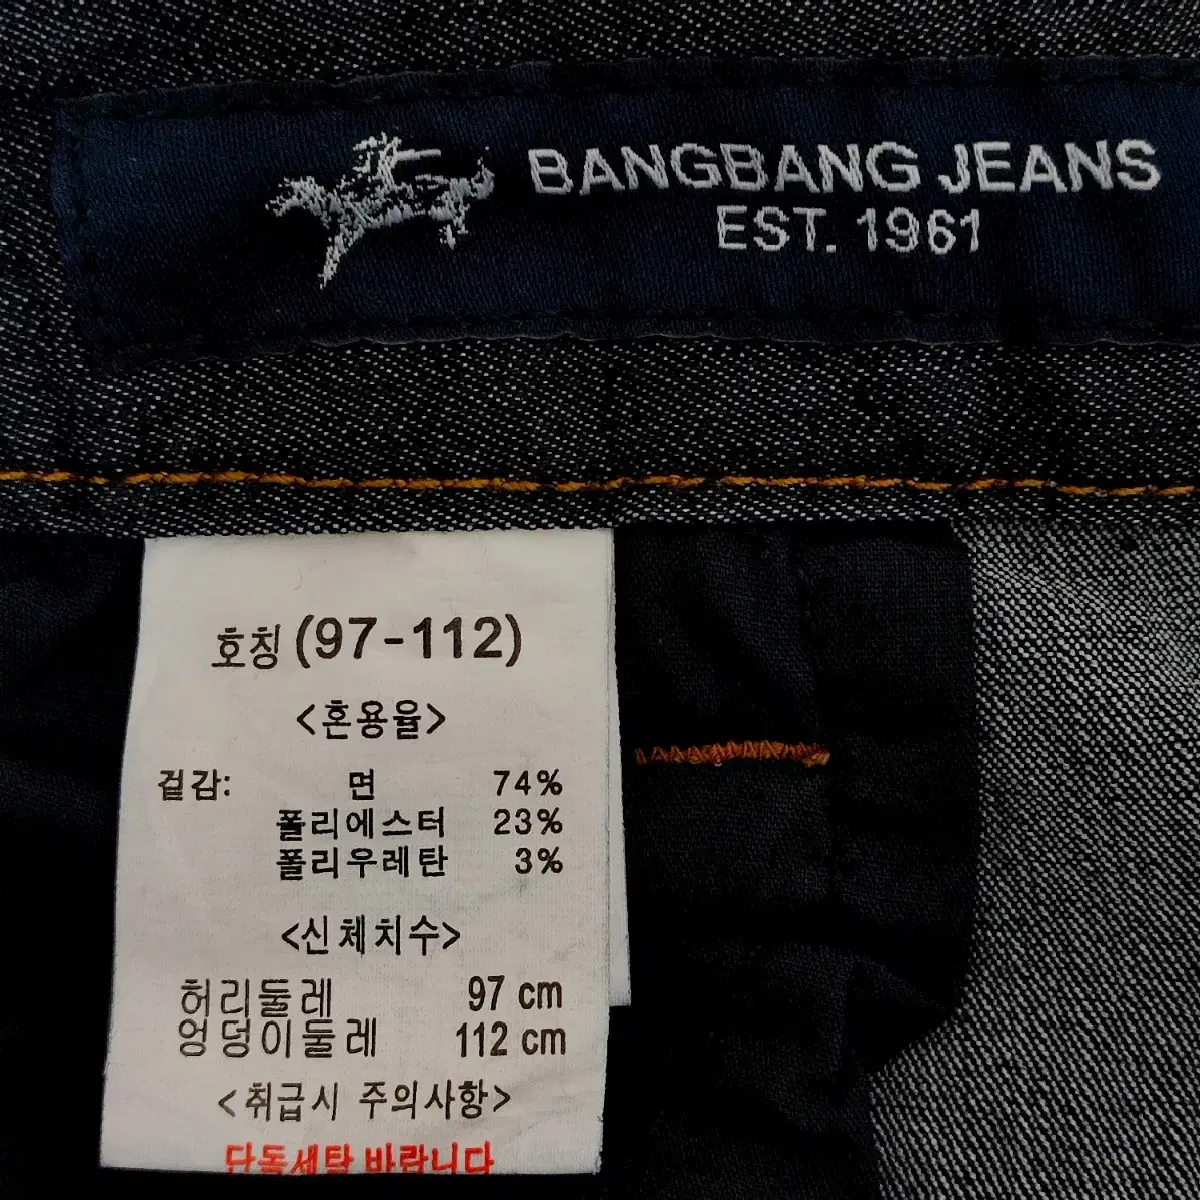 BANGBANG JEANS
EST. 1961
호칭 (97-112)
<혼용율>
겉감: 면 74%
폴리에스터 23%
폴리우레탄 3%
<신체치수>
허리둘레 97 cm
엉덩이둘레 112 cm
<취급시 주의사항>
단독세탁 바랍니다